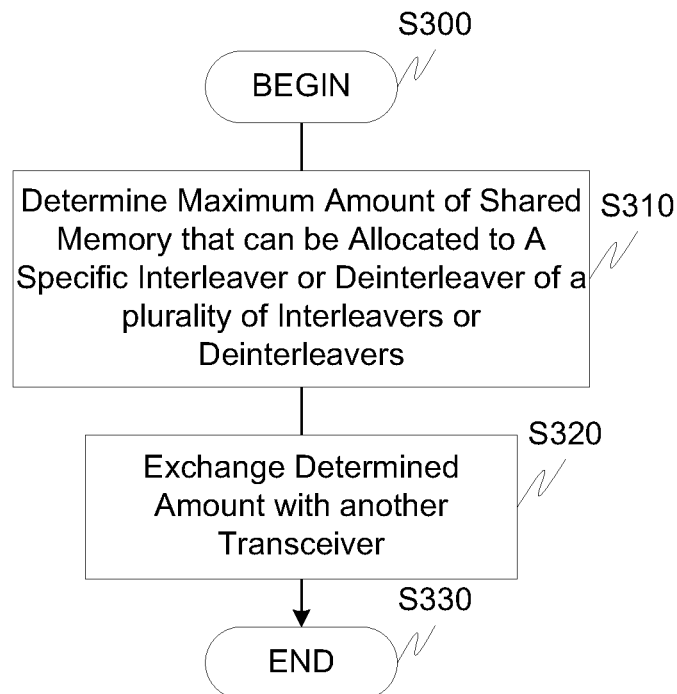 S300
BEGIN
Determine Maximum Amount of Shared
Memory that can be Allocated to A
Specific Interleaver or Deinterleaver of a
plurality of Interleavers or
Deinterleavers
S310
S320
Exchange Determined
Amount with another
Transceiver
S330
END